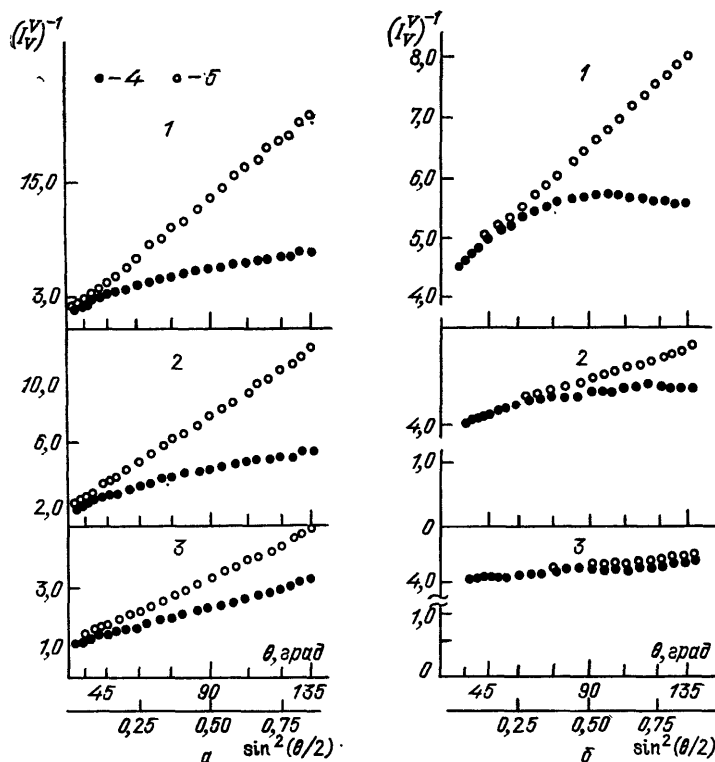 (I_V^V)^{-1}
●-4 ○-5
1
15,0
3,0
2
10,0
6,0
2,0
3
3,0
1,0
θ, град
45 90 135
0,25 0,50 0,75
а sin²(θ/2)
(I_V^V)^{-1}
8,0
1
7,0
6,0
5,0
4,0
2
4,0
1,0
0
3
4,0
≈
1,0
0
θ, град
45 90 135
0,25 0,50 0,75
б sin²(θ/2)